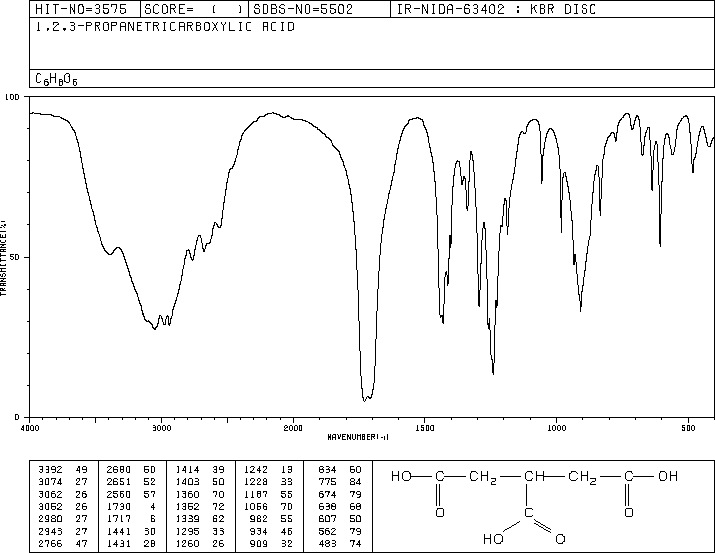 HIT-NO=3575 SCORE= ( ) SDBS-NO=5502 IR-NIDA-63402 : KBR DISC
1,2,3-PROPANETRICARBOXYLIC ACID
C6H8O6
100
50
0
TRANSMITTANCE(%)
4000 3000 2000 1500 1000 500
WAVENUMBER(-1)
3392 49 2680 50 1414 39 1242 13 834 60
3074 27 2651 52 1403 50 1228 33 775 84
3062 26 2560 57 1360 70 1187 55 674 79
3052 26 1730 4 1352 72 1056 70 638 68
2980 27 1717 6 1339 62 982 55 607 50
2943 27 1441 30 1295 33 934 46 562 79
2766 47 1431 28 1260 26 909 32 483 74
HO C CH2 CH CH2 C OH
O C O
HO O